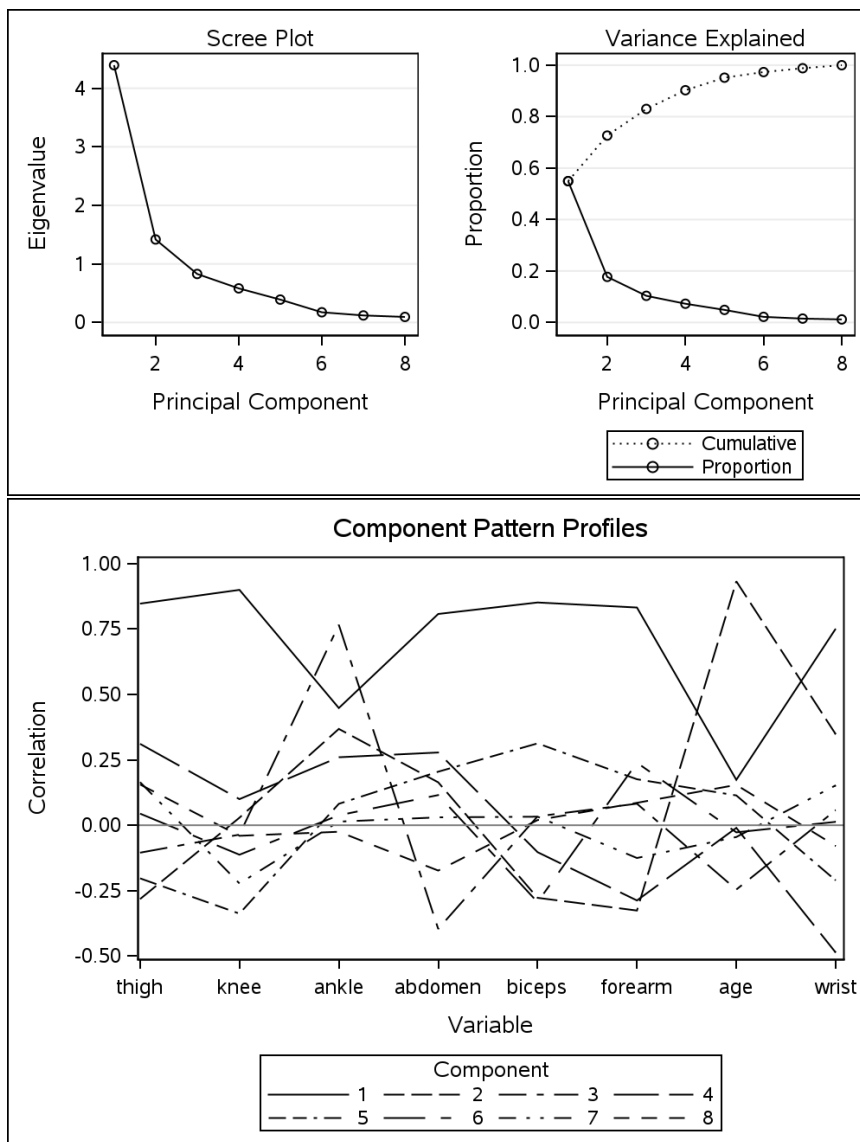 Scree Plot
4
3
2
1
0
Eigenvalue
2 4 6 8
Principal Component
Variance Explained
1.0
0.8
0.6
0.4
0.2
0.0
Proportion
2 4 6 8
Principal Component
Cumulative
Proportion
Component Pattern Profiles
1.00
0.75
0.50
0.25
0.00
-0.25
-0.50
Correlation
thigh knee ankle abdomen biceps forearm age wrist
Variable
Component
1 2 3 4
5 6 7 8